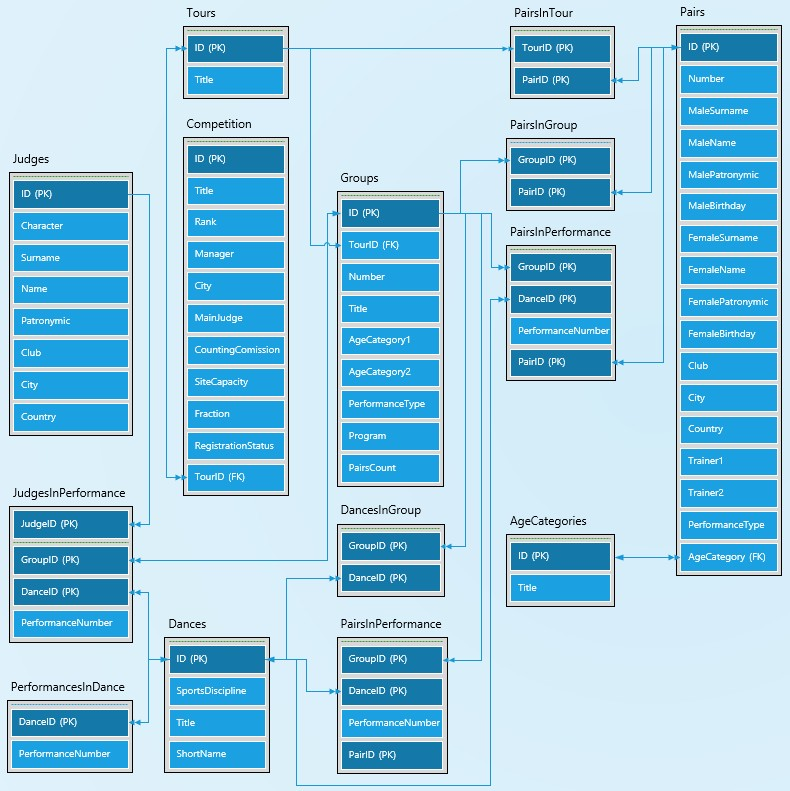 Tours
ID (PK)
Title
Competition
ID (PK)
Title
Rank
Manager
City
MainJudge
CountingComission
SiteCapacity
Fraction
RegistrationStatus
TourID (FK)
Judges
ID (PK)
Character
Surname
Name
Patronymic
Club
City
Country
JudgesInPerformance
JudgeID (PK)
GroupID (PK)
DanceID (PK)
PerformanceNumber
PerformancesInDance
DanceID (PK)
PerformanceNumber
Dances
ID (PK)
SportsDiscipline
Title
ShortName
Groups
ID (PK)
TourID (FK)
Number
Title
AgeCategory1
AgeCategory2
PerformanceType
Program
PairsCount
DancesInGroup
GroupID (PK)
DanceID (PK)
PairsInPerformance
GroupID (PK)
DanceID (PK)
PerformanceNumber
PairID (PK)
PairsInTour
TourID (PK)
PairID (PK)
PairsInGroup
GroupID (PK)
PairID (PK)
PairsInPerformance
GroupID (PK)
DanceID (PK)
PerformanceNumber
PairID (PK)
AgeCategories
ID (PK)
Title
Pairs
ID (PK)
Number
MaleSurname
MaleName
MalePatronymic
MaleBirthday
FemaleSurname
FemaleName
FemalePatronymic
FemaleBirthday
Club
City
Country
Trainer1
Trainer2
PerformanceType
AgeCategory (FK)